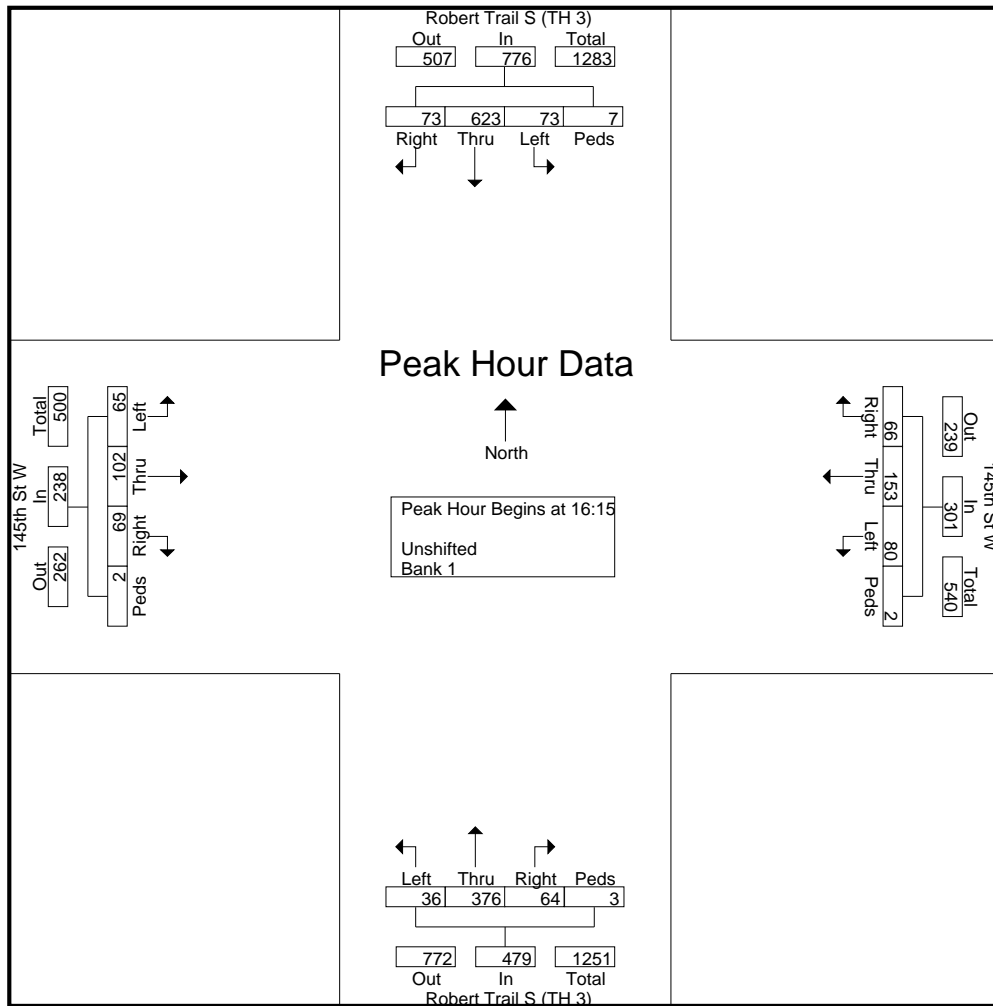 Robert Trail S (TH 3)
Out In Total
507 776 1283
73 623 73 7
Right Thru Left Peds
Peak Hour Data
North
Peak Hour Begins at 16:15
Unshifted
Bank 1
145th St W
Total In Out
500 238 262
65 102 69 2
Left Thru Right Peds
Right Thru Left Peds
66 153 80 2
Out In Total
239 301 540
145th St W
Left Thru Right Peds
36 376 64 3
772 479 1251
Out In Total
Robert Trail S (TH 3)